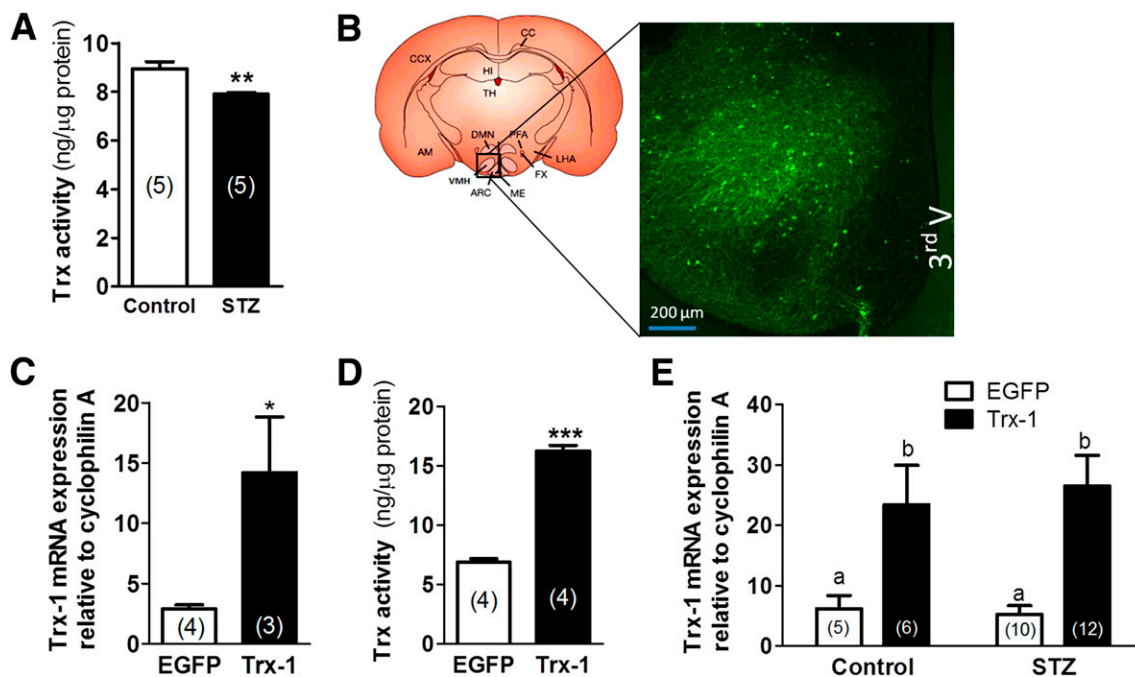 A
Trx activity (ng/μg protein)
10
8
6
4
2
0
**
(5)
(5)
Control
STZ
B
CC
CCX
HI
TH
DMN
PFA
AM
LHA
VMH
FX
ARC
ME
3rd V
200 μm
C
Trx-1 mRNA expression
relative to cyclophilin A
20
15
10
5
0
*
(4)
(3)
EGFP
Trx-1
D
Trx activity (ng/μg protein)
20
15
10
5
0
***
(4)
(4)
EGFP
Trx-1
E
EGFP
Trx-1
Trx-1 mRNA expression
relative to cyclophilin A
40
30
20
10
0
a
b
a
b
(5)
(6)
(10)
(12)
Control
STZ